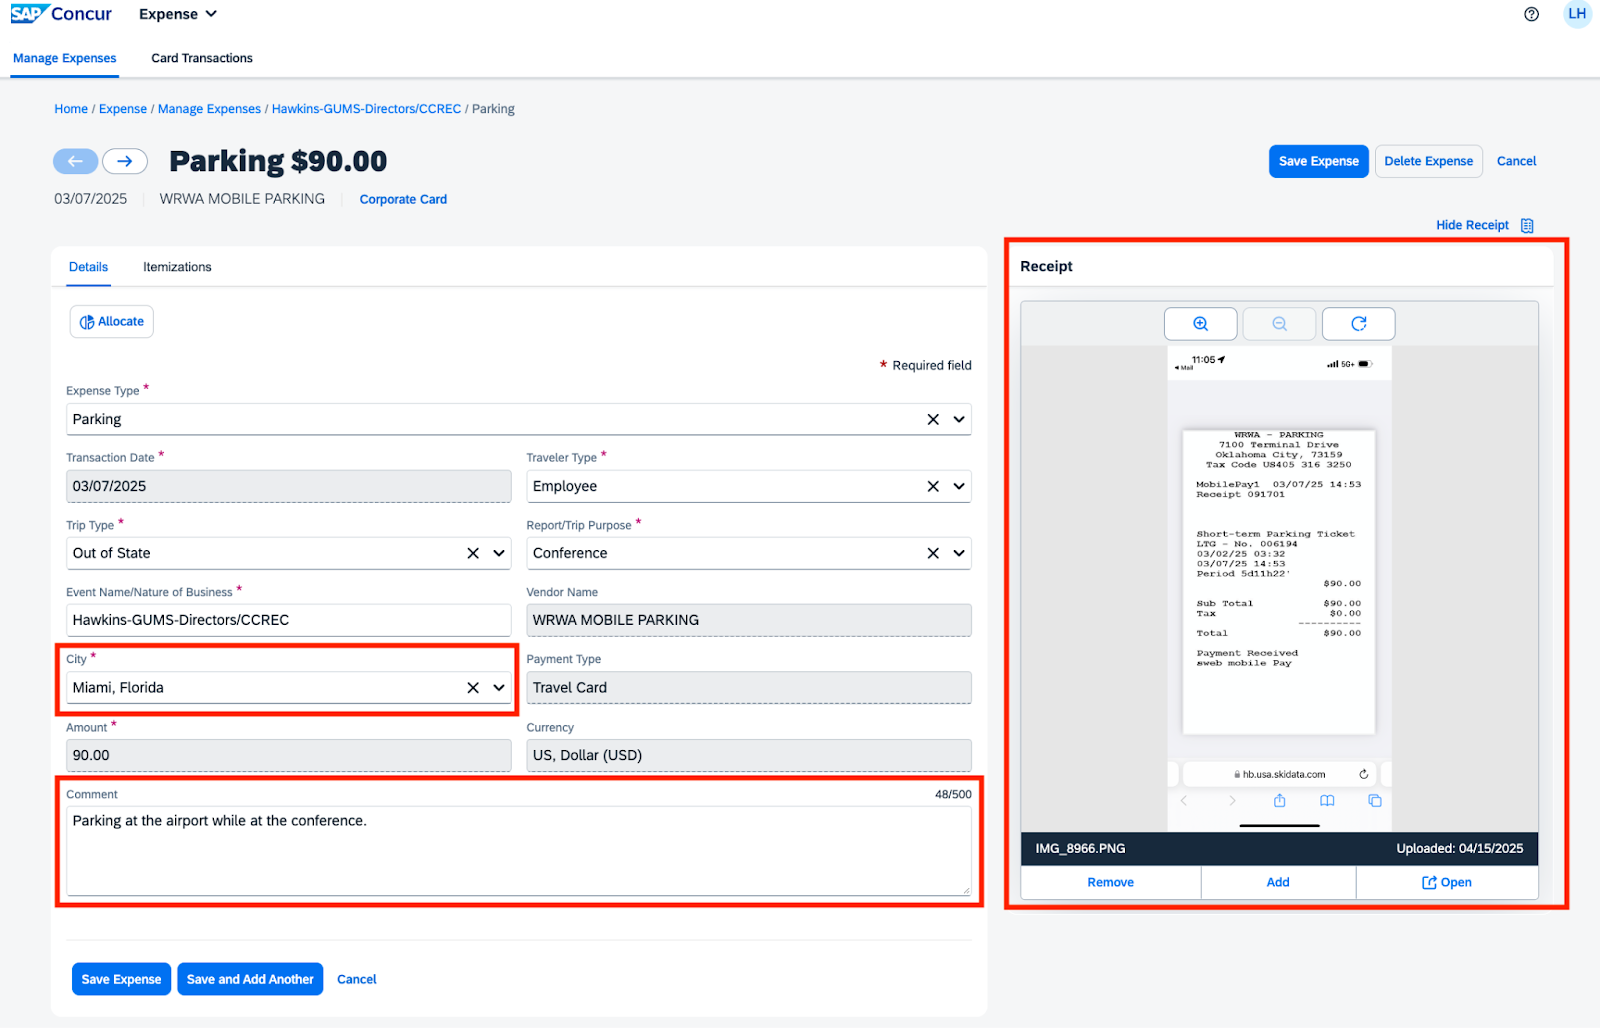 SAP Concur Expense LH
Manage Expenses Card Transactions
Home / Expense / Manage Expenses / Hawkins-GUMS-Directors/CCREC / Parking
Parking $90.00
Save Expense Delete Expense Cancel
03/07/2025 WRWA MOBILE PARKING Corporate Card
Hide Receipt
Details Itemizations
Allocate
* Required field
Expense Type *
Parking
Transaction Date * Traveler Type *
03/07/2025 Employee
Trip Type * Report/Trip Purpose *
Out of State Conference
Event Name/Nature of Business * Vendor Name
Hawkins-GUMS-Directors/CCREC WRWA MOBILE PARKING
City * Payment Type
Miami, Florida Travel Card
Amount * Currency
90.00 US, Dollar (USD)
Comment 48/500
Parking at the airport while at the conference.
Save Expense Save and Add Another Cancel
Receipt
11:05 5G+
Mail
WRWA - PARKING
7100 Terminal Drive
Oklahoma City, 73159
Tax Code US405 316 3250
MobilePay1 03/07/25 14:53
Receipt 091701
Short-term Parking Ticket
LTG - No. 006194
03/02/25 03:32
03/07/25 14:53
Period 5d11h22'
$90.00
Sub Total $90.00
Tax $0.00
----------
Total $90.00
Payment Received
sweb mobile Pay
hb.usa.skidata.com
IMG_8966.PNG Uploaded: 04/15/2025
Remove Add Open